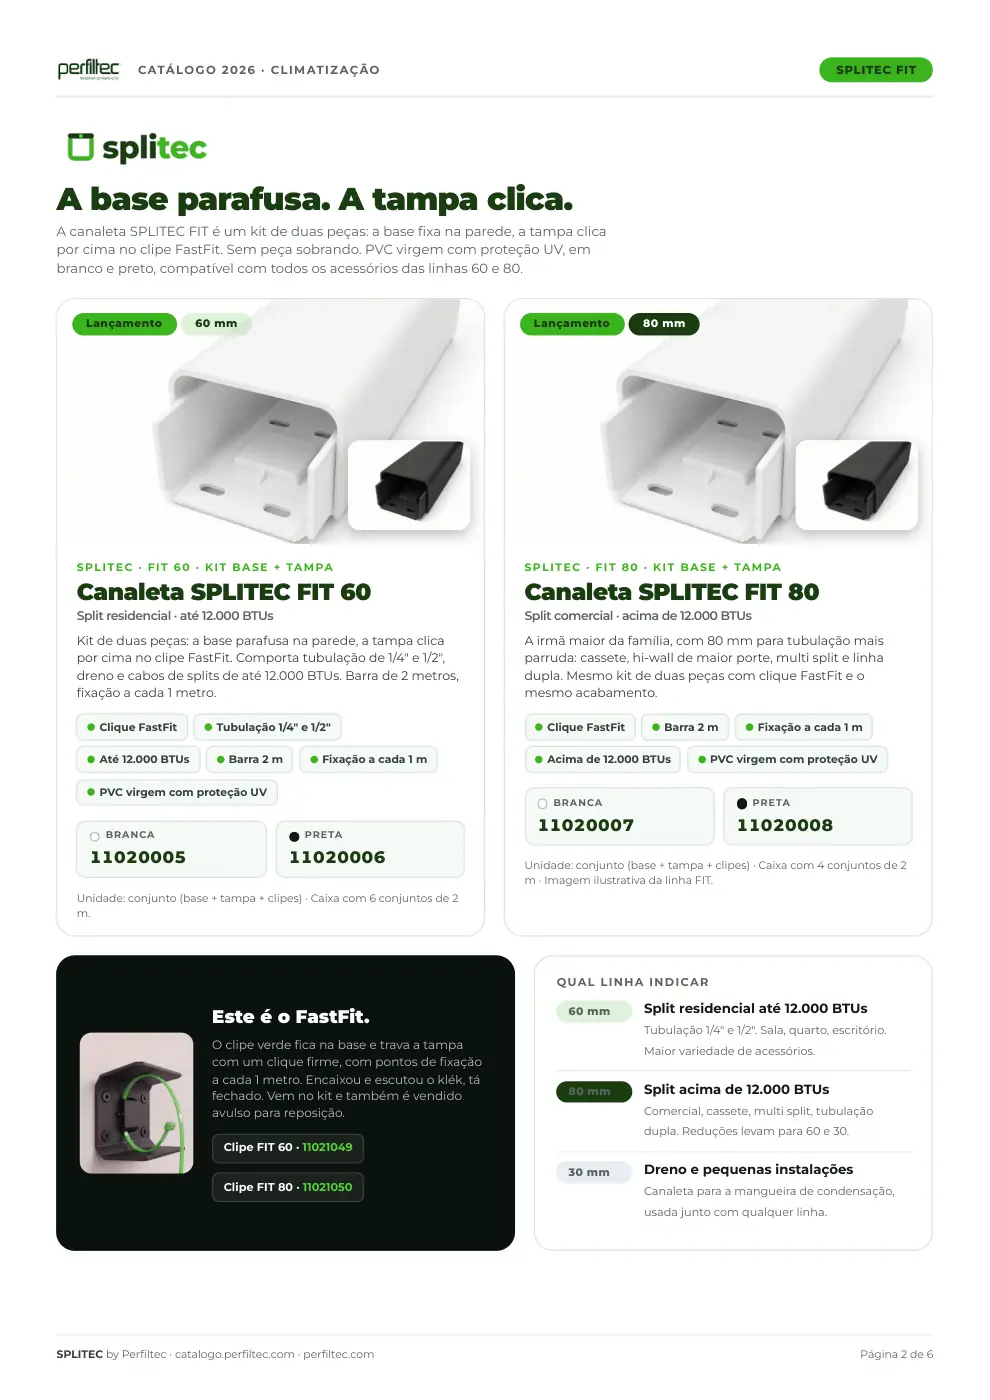 perfiltec
CATÁLOGO 2026 · CLIMATIZAÇÃO
SPLITEC FIT
splitec
A base parafusa. A tampa clica.
A canaleta SPLITEC FIT é um kit de duas peças: a base fixa na parede, a tampa clica
por cima no clipe FastFit. Sem peça sobrando. PVC virgem com proteção UV, em
branco e preto, compatível com todos os acessórios das linhas 60 e 80.
Lançamento
60 mm
SPLITEC · FIT 60 · KIT BASE + TAMPA
Canaleta SPLITEC FIT 60
Split residencial · até 12.000 BTUs
Kit de duas peças: a base parafusa na parede, a tampa clica
por cima no clipe FastFit. Comporta tubulação de 1/4" e 1/2",
dreno e cabos de splits de até 12.000 BTUs. Barra de 2 metros,
fixação a cada 1 metro.
Clique FastFit
Tubulação 1/4" e 1/2"
Até 12.000 BTUs
Barra 2 m
Fixação a cada 1 m
PVC virgem com proteção UV
BRANCA
11020005
PRETA
11020006
Unidade: conjunto (base + tampa + clipes) · Caixa com 6 conjuntos de 2
m.
Lançamento
80 mm
SPLITEC · FIT 80 · KIT BASE + TAMPA
Canaleta SPLITEC FIT 80
Split comercial · acima de 12.000 BTUs
A irmã maior da família, com 80 mm para tubulação mais
parruda: cassete, hi-wall de maior porte, multi split e linha
dupla. Mesmo kit de duas peças com clique FastFit e o
mesmo acabamento.
Clique FastFit
Barra 2 m
Fixação a cada 1 m
Acima de 12.000 BTUs
PVC virgem com proteção UV
BRANCA
11020007
PRETA
11020008
Unidade: conjunto (base + tampa + clipes) · Caixa com 4 conjuntos de 2
m · Imagem ilustrativa da linha FIT.
Este é o FastFit.
O clipe verde fica na base e trava a tampa
com um clique firme, com pontos de fixação
a cada 1 metro. Encaixou e escutou o klék, tá
fechado. Vem no kit e também é vendido
avulso para reposição.
Clipe FIT 60 · 11021049
Clipe FIT 80 · 11021050
QUAL LINHA INDICAR
60 mm
Split residencial até 12.000 BTUs
Tubulação 1/4" e 1/2". Sala, quarto, escritório.
Maior variedade de acessórios.
80 mm
Split acima de 12.000 BTUs
Comercial, cassete, multi split, tubulação
dupla. Reduções levam para 60 e 30.
30 mm
Dreno e pequenas instalações
Canaleta para a mangueira de condensação,
usada junto com qualquer linha.
SPLITEC by Perfiltec · catalogo.perfiltec.com · perfiltec.com
Página 2 de 6